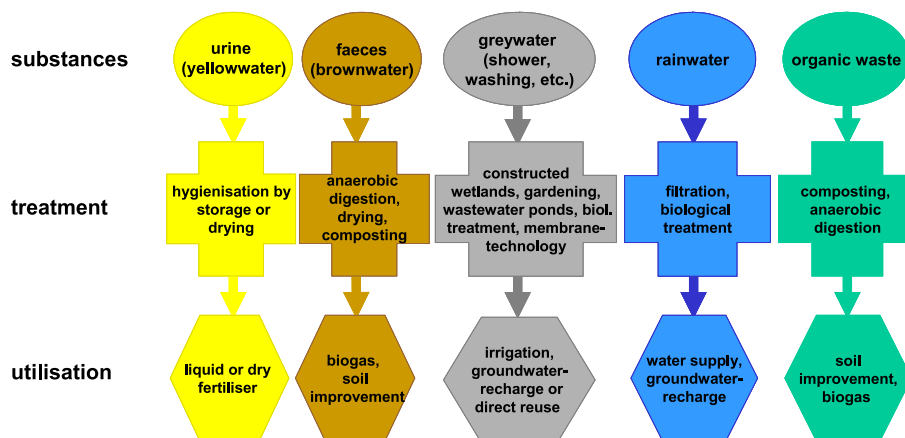 substances
urine
(yellowwater)
faeces
(brownwater)
greywater
(shower,
washing, etc.)
rainwater
organic waste
treatment
hygienisation by
storage or
drying
anaerobic
digestion,
drying,
composting
constructed
wetlands, gardening,
wastewater ponds, biol.
treatment, membrane-
technology
filtration,
biological
treatment
composting,
anaerobic
digestion
utilisation
liquid or dry
fertiliser
biogas,
soil
improvement
irrigation,
groundwater-
recharge or
direct reuse
water supply,
groundwater-
recharge
soil
improvement,
biogas